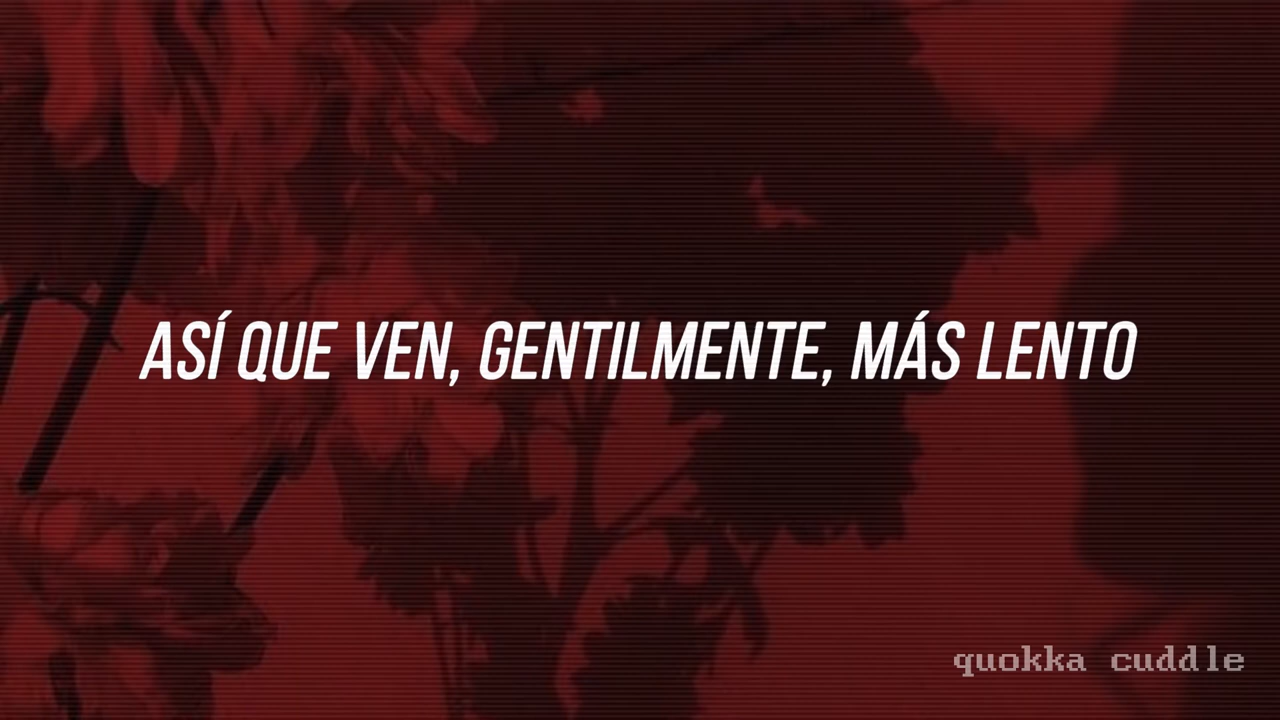 ASÍ QUE VEN, GENTILMENTE, MÁS LENTO
quokka cuddle